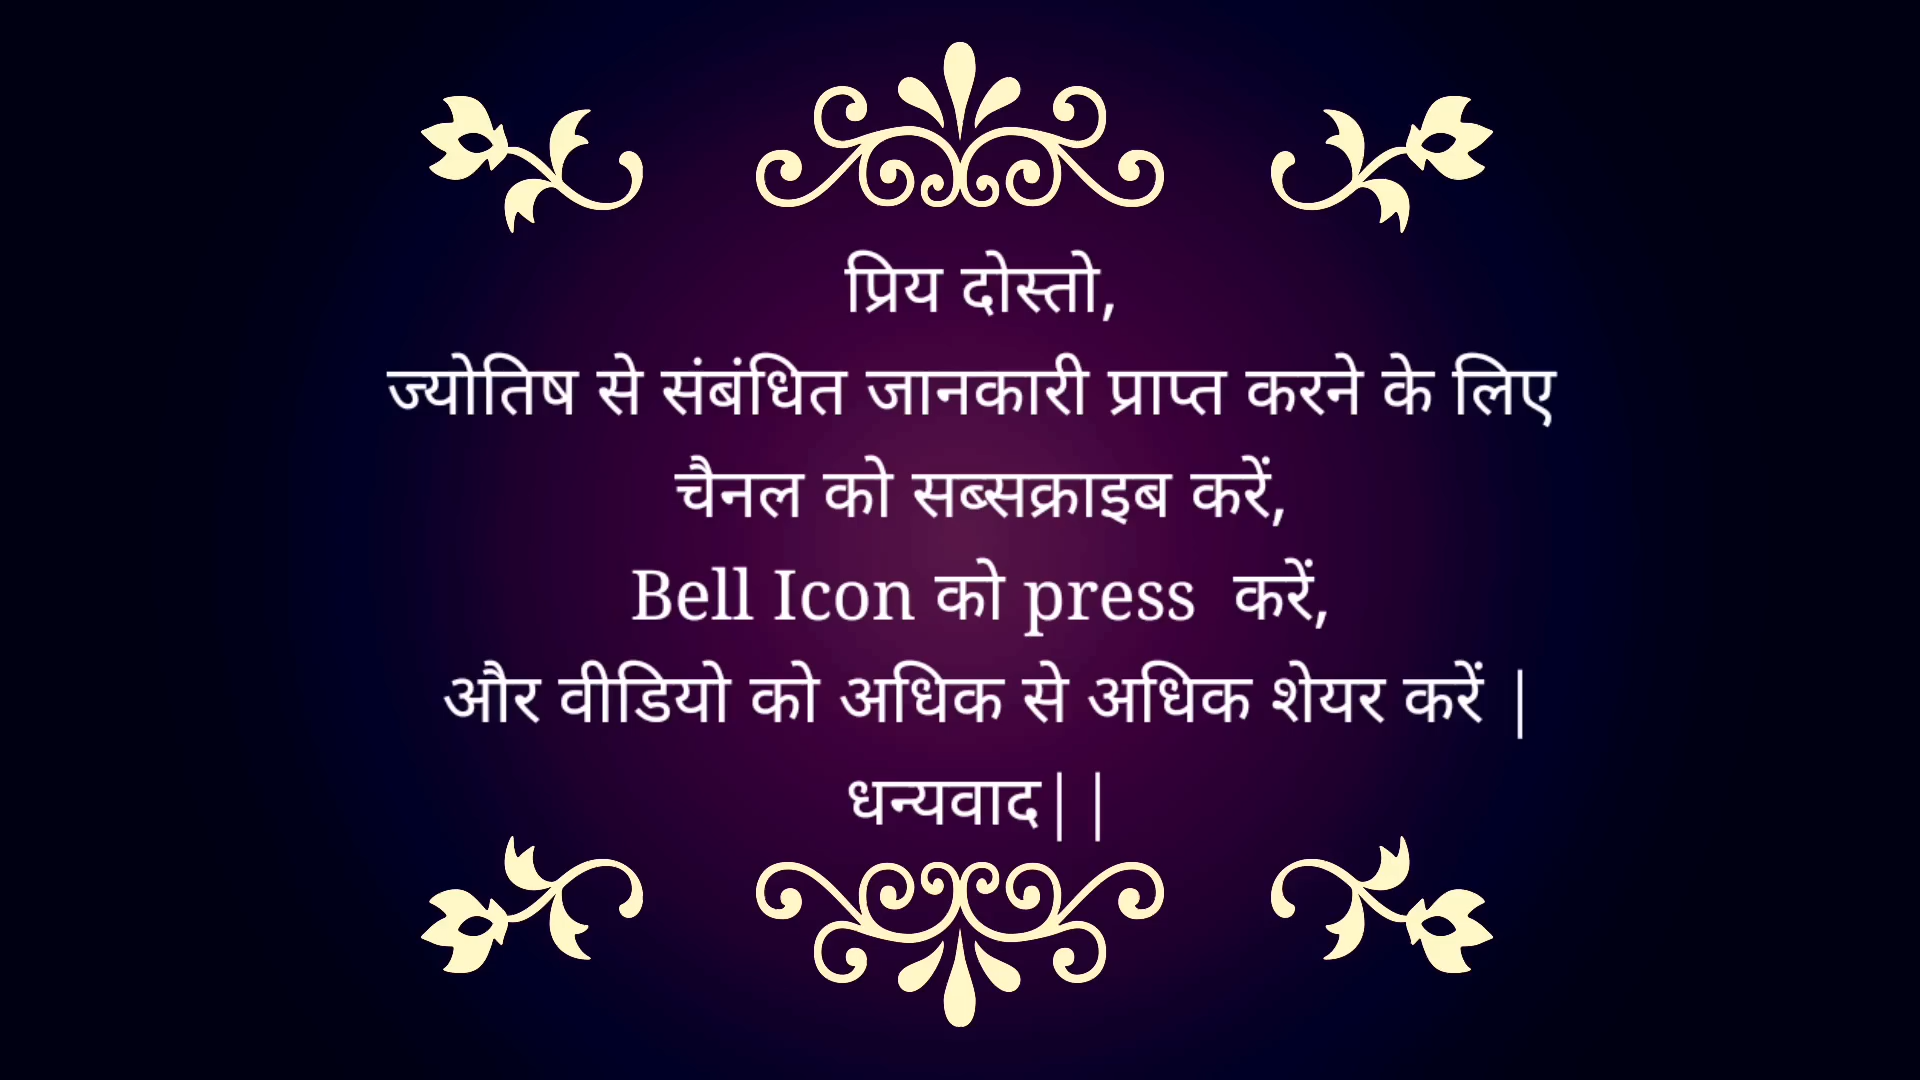 प्रिय दोस्तो,
ज्योतिष से संबंधित जानकारी प्राप्त करने के लिए
चैनल को सब्सक्राइब करें,
Bell Icon को press  करें,
और वीडियो को अधिक से अधिक शेयर करें |
धन्यवाद||